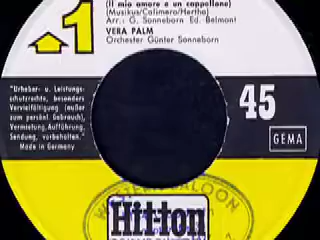 (Il mio amore e un cappellone)
(Musikus/Calimero/Hertha)
Arr.: G. Sonneborn Ed. Belmont
VERA PALM
Orchester Günter Sonneborn
1
"Urheber- u. Leistungs-
schutzrechte, besonders
Vervielfältigung (außer
zum persönl. Gebrauch),
Vermietung, Aufführung,
Sendung, vorbehalten."
Made in Germany
45
GEMA
SALOON
Hit-ton